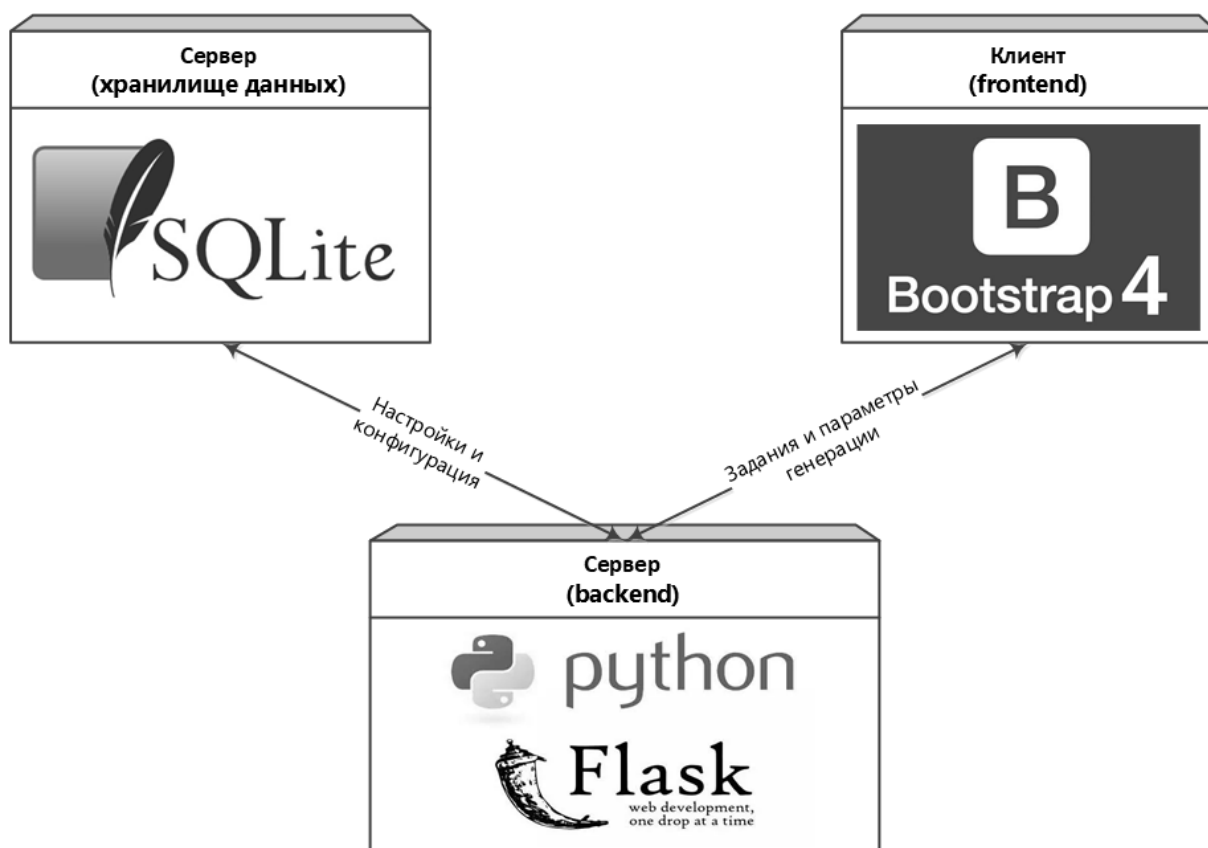 Сервер
(хранилище данных)
SQLite
Клиент
(frontend)
B
Bootstrap 4
Настройки и
конфигурация
Задания и параметры
генерации
Сервер
(backend)
python
Flask
web development,
one drop at a time